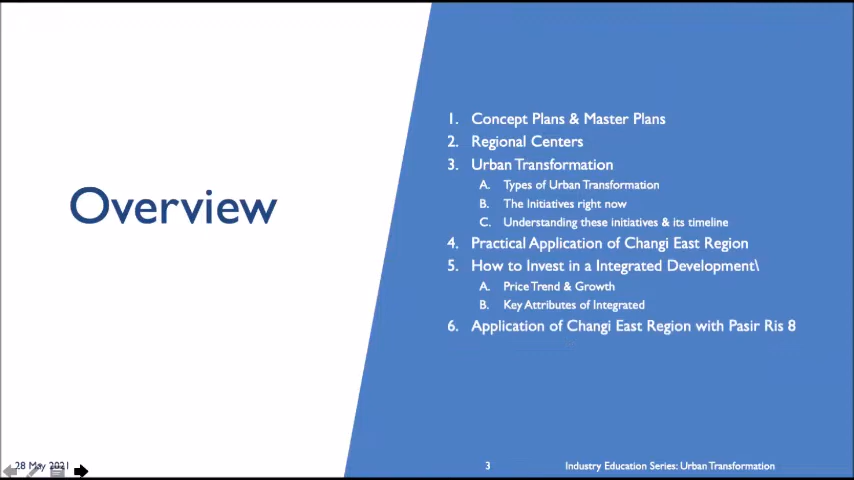 Overview
1. Concept Plans & Master Plans
2. Regional Centers
3. Urban Transformation
A. Types of Urban Transformation
B. The Initiatives right now
C. Understanding these initiatives & its timeline
4. Practical Application of Changi East Region
5. How to Invest in a Integrated Development\
A. Price Trend & Growth
B. Key Attributes of Integrated
6. Application of Changi East Region with Pasir Ris 8
28 May 2021
3
Industry Education Series: Urban Transformation